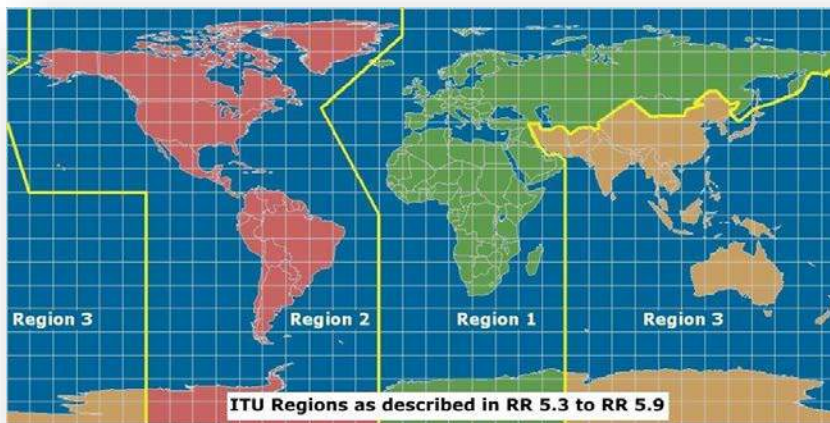 Region 3
Region 2
Region 1
Region 3
ITU Regions as described in RR 5.3 to RR 5.9